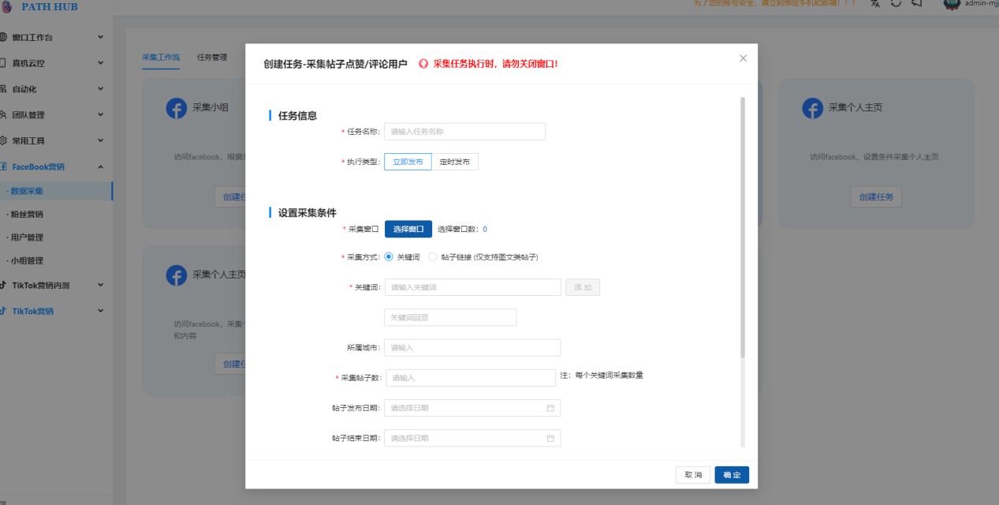 PATH HUB
为了您的账号安全，请立刻绑定手机和邮箱！！！
admin-mjj
窗口工作台
真机云控
自动化
团队管理
常用工具
FaceBook营销
· 数据采集
· 粉丝营销
· 用户管理
· 小组管理
TikTok营销内测
TikTok营销
采集工作流 任务管理
采集小组
访问facebook，根据
创建任
采集个人主页
访问facebook，设置条件采集个人主页
创建任务
采集个人主页
访问facebook，采集个
和内容
创建任
创建任务-采集帖子点赞/评论用户 采集任务执行时，请勿关闭窗口!
任务信息
* 任务名称: 请输入任务名称
* 执行类型: 立即发布 定时发布
设置采集条件
* 采集窗口 选择窗口 选择窗口数: 0
* 采集方式: 关键词 帖子链接 (仅支持图文类帖子)
* 关键词: 请输入关键词 添 加
关键词回显
所属城市: 请输入
* 采集帖子数: 请输入 注：每个关键词采集数量
帖子发布日期: 请选择日期
帖子结束日期: 请选择日期
取 消 确 定